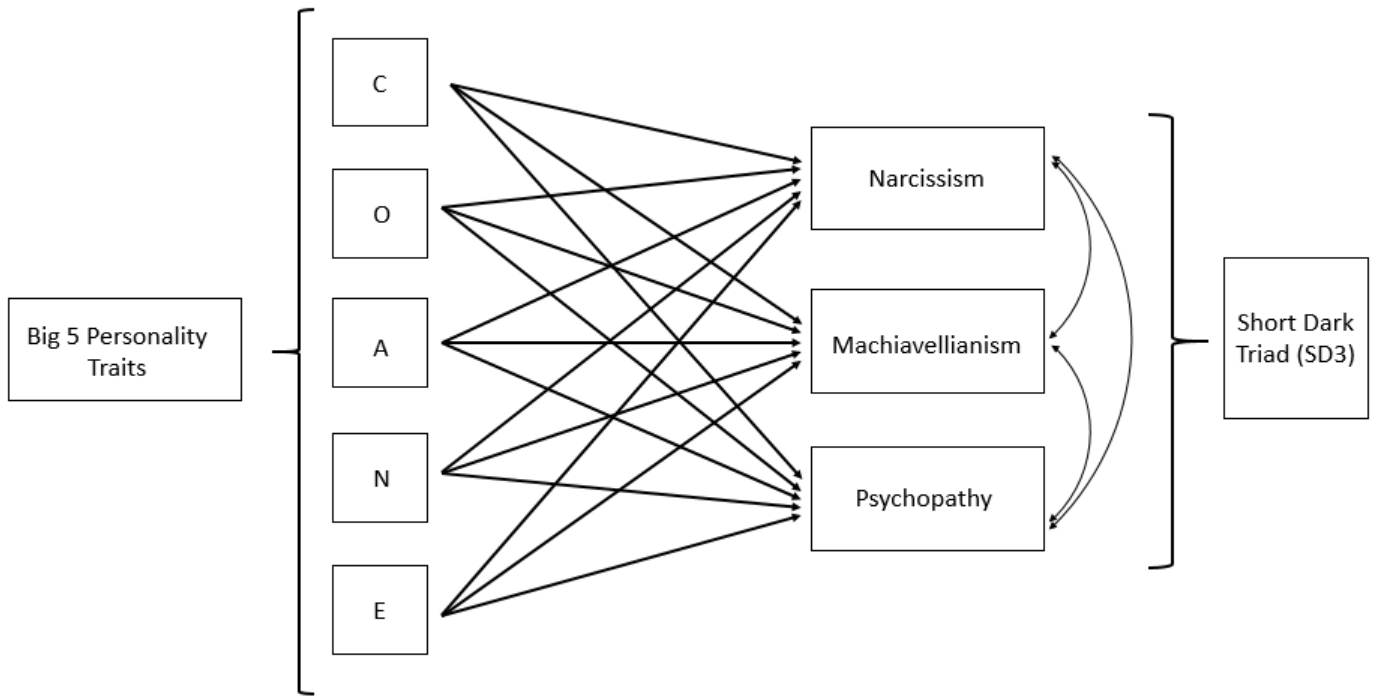 Big 5 Personality
Traits
C
O
A
N
E
Narcissism
Machiavellianism
Psychopathy
Short Dark
Triad (SD3)